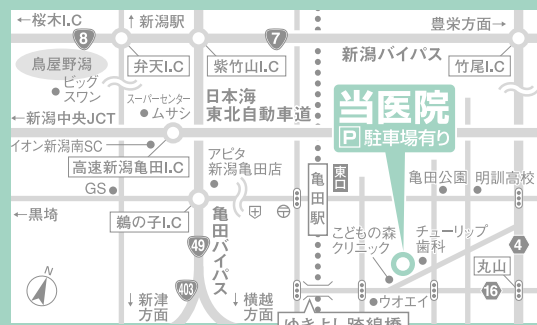 ←桜木I.C
↑新潟駅
豊栄方面→
8
7
新潟バイパス
鳥屋野潟
弁天I.C
紫竹山I.C
竹尾I.C
ビッグ
スワン
スーパーセンター
ムサシ
日本海
東北自動車道
当医院
P 駐車場有り
←新潟中央JCT
イオン新潟南SC
高速新潟亀田I.C
アピタ
新潟亀田店
亀田駅
東口
亀田公園
明訓高校
GS
←黒埼
鵜の子I.C
亀田バイパス
こどもの森
クリニック
チューリップ
歯科
49
4
丸山
N
403
16
↓新津
方面
↓横越
方面
ウオエイ
ゆきよし跨線橋